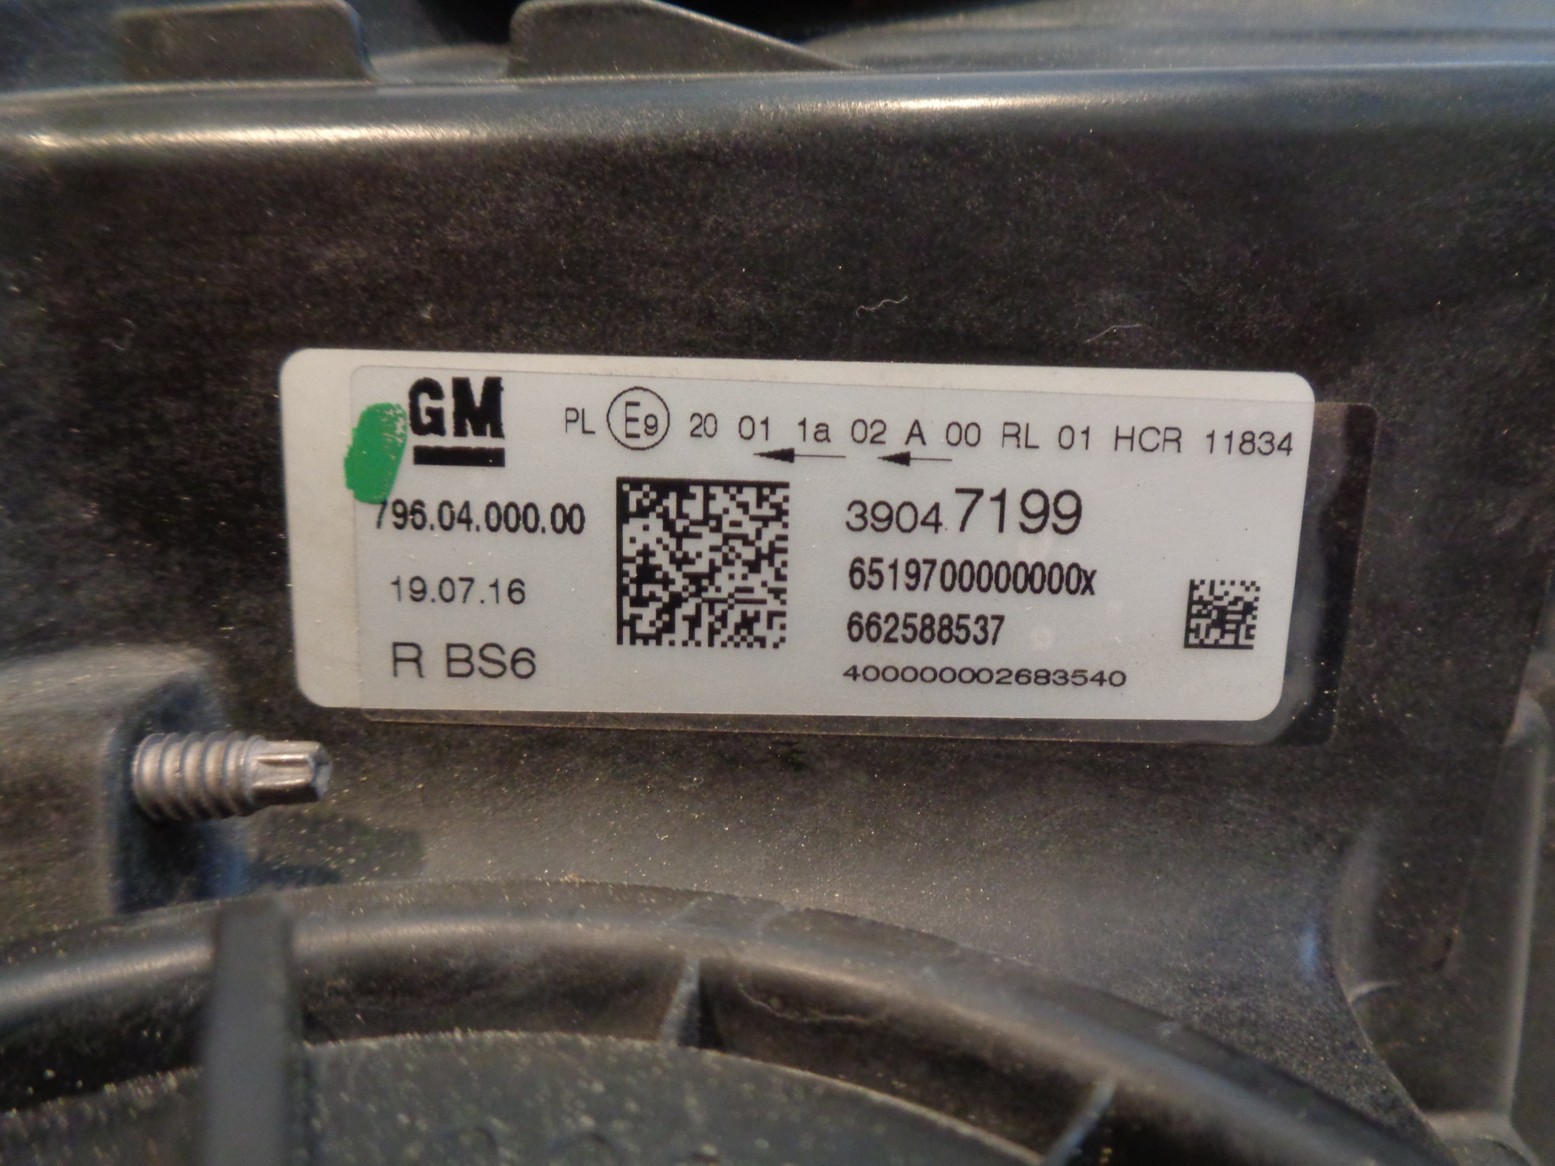 GM
PL E9 20 01 1a 02 A 00 RL 01 HCR 11834
796.04.000.00
39047199
19.07.16
6519700000000x
662588537
R BS6
400000002683540